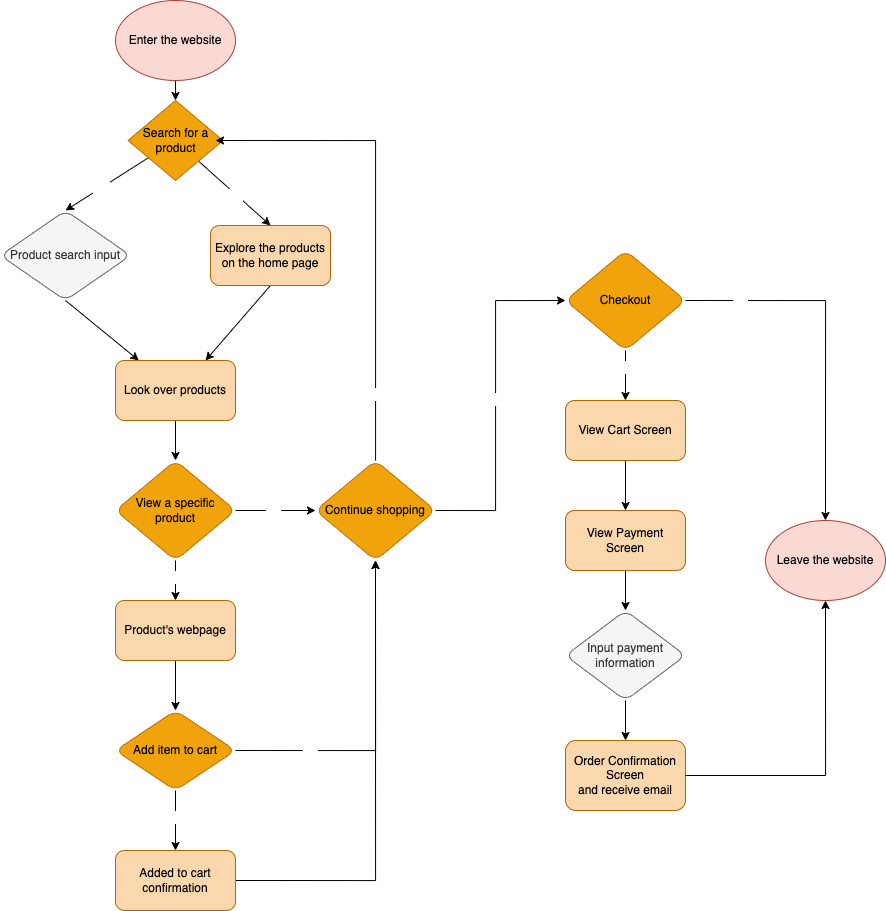 Enter the website
Search for a
product
Product search input
Explore the products
on the home page
Look over products
View a specific
product
Continue shopping
Product's webpage
Add item to cart
Added to cart
confirmation
Checkout
View Cart Screen
View Payment
Screen
Input payment
information
Order Confirmation
Screen
and receive email
Leave the website